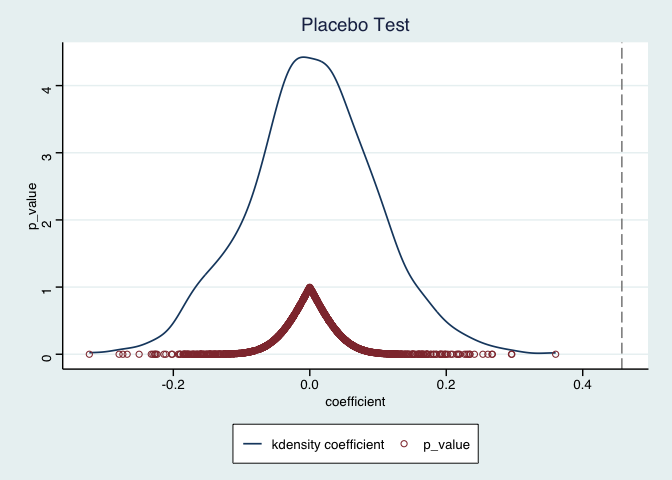 Placebo Test
p_value
4
3
2
1
0
-0.2
0.0
0.2
0.4
coefficient
kdensity coefficient
p_value